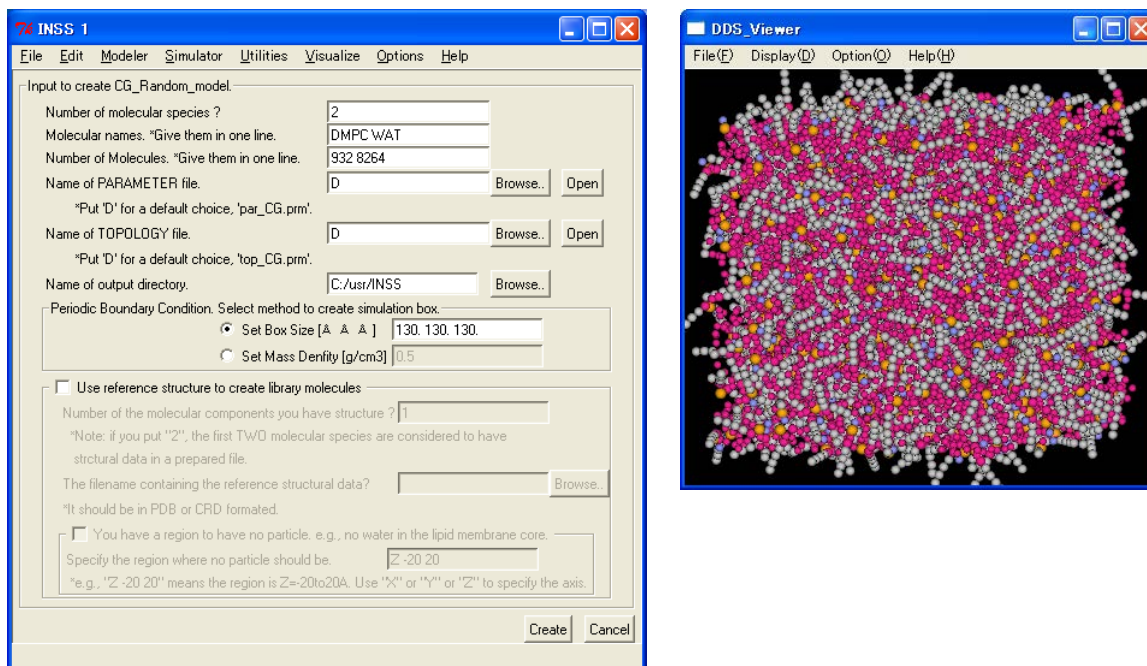 INSS 1
File Edit Modeler Simulator Utilities Visualize Options Help
Input to create CG_Random_model.
Number of molecular species ? 2
Molecular names. *Give them in one line. DMPC WAT
Number of Molecules. *Give them in one line. 932 8264
Name of PARAMETER file. D Browse.. Open
*Put 'D' for a default choice, 'par_CG.prm'.
Name of TOPOLOGY file. D Browse.. Open
*Put 'D' for a default choice, 'top_CG.prm'.
Name of output directory. C:/usr/INSS Browse..
Periodic Boundary Condition. Select method to create simulation box.
Set Box Size [Å Å Å ] 130. 130. 130.
Set Mass Denfity [g/cm3] 0.5
Use reference structure to create library molecules
Number of the molecular components you have structure ? 1
*Note: if you put "2", the first TWO molecular species are considered to have
strctural data in a prepared file.
The filename containing the reference structural data? Browse..
*It should be in PDB or CRD formated.
You have a region to have no particle. e.g., no water in the lipid membrane core.
Specify the region where no particle should be. Z -20 20
*e.g., "Z -20 20" means the region is Z=-20to20A. Use "X" or "Y" or "Z" to specify the axis.
Create Cancel
DDS_Viewer
File(F) Display(D) Option(O) Help(H)